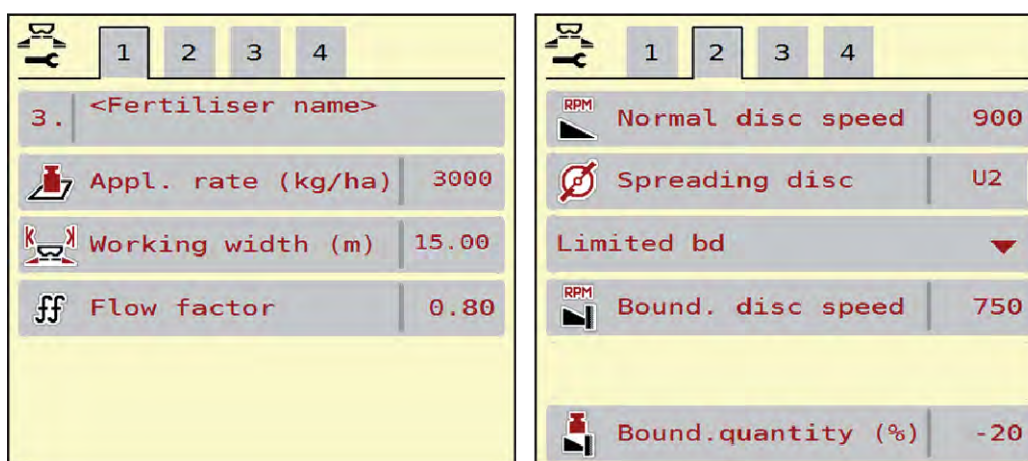 1 2 3 4
3. <Fertiliser name>
Appl. rate (kg/ha) 3000
Working width (m) 15.00
ff Flow factor 0.80
1 2 3 4
RPM
Normal disc speed 900
Spreading disc U2
Limited bd
RPM
Bound. disc speed 750
Bound.quantity (%) -20